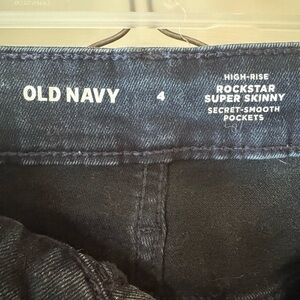 OLD NAVY
4
HIGH-RISE
ROCKSTAR
SUPER SKINNY
SECRET-SMOOTH
POCKETS